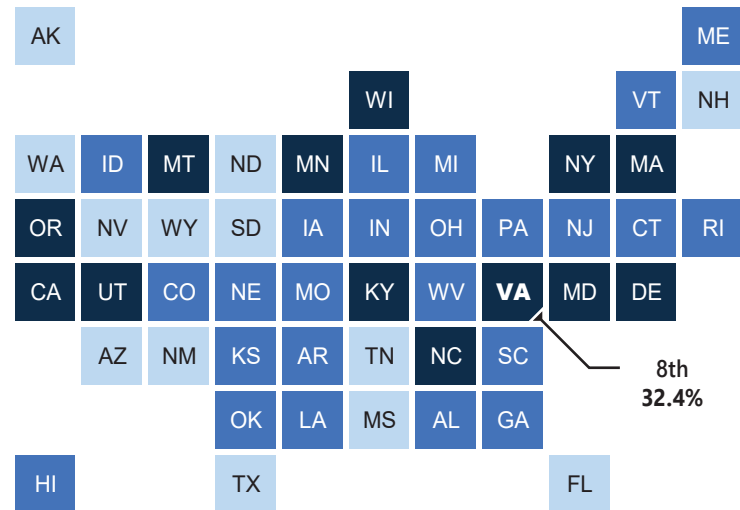 AK ME
WI VT NH
WA ID MT ND MN IL MI NY MA
OR NV WY SD IA IN OH PA NJ CT RI
CA UT CO NE MO KY WV VA MD DE
AZ NM KS AR TN NC SC
8th
32.4%
OK LA MS AL GA
HI TX FL